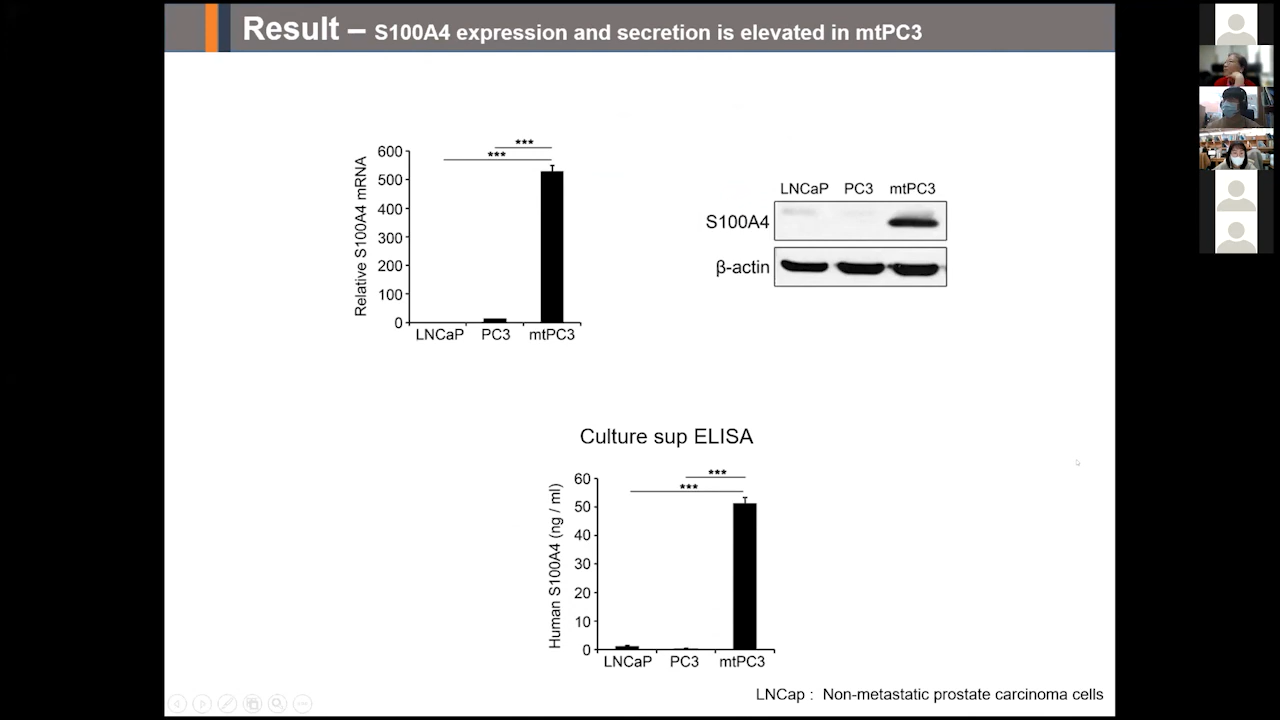 Result – S100A4 expression and secretion is elevated in mtPC3
Relative S100A4 mRNA
600
500
400
300
200
100
0
***
***
LNCaP PC3 mtPC3
LNCaP PC3 mtPC3
S100A4
β-actin
Culture sup ELISA
Human S100A4 (ng / ml)
60
50
40
30
20
10
0
***
***
LNCaP PC3 mtPC3
LNCap : Non-metastatic prostate carcinoma cells